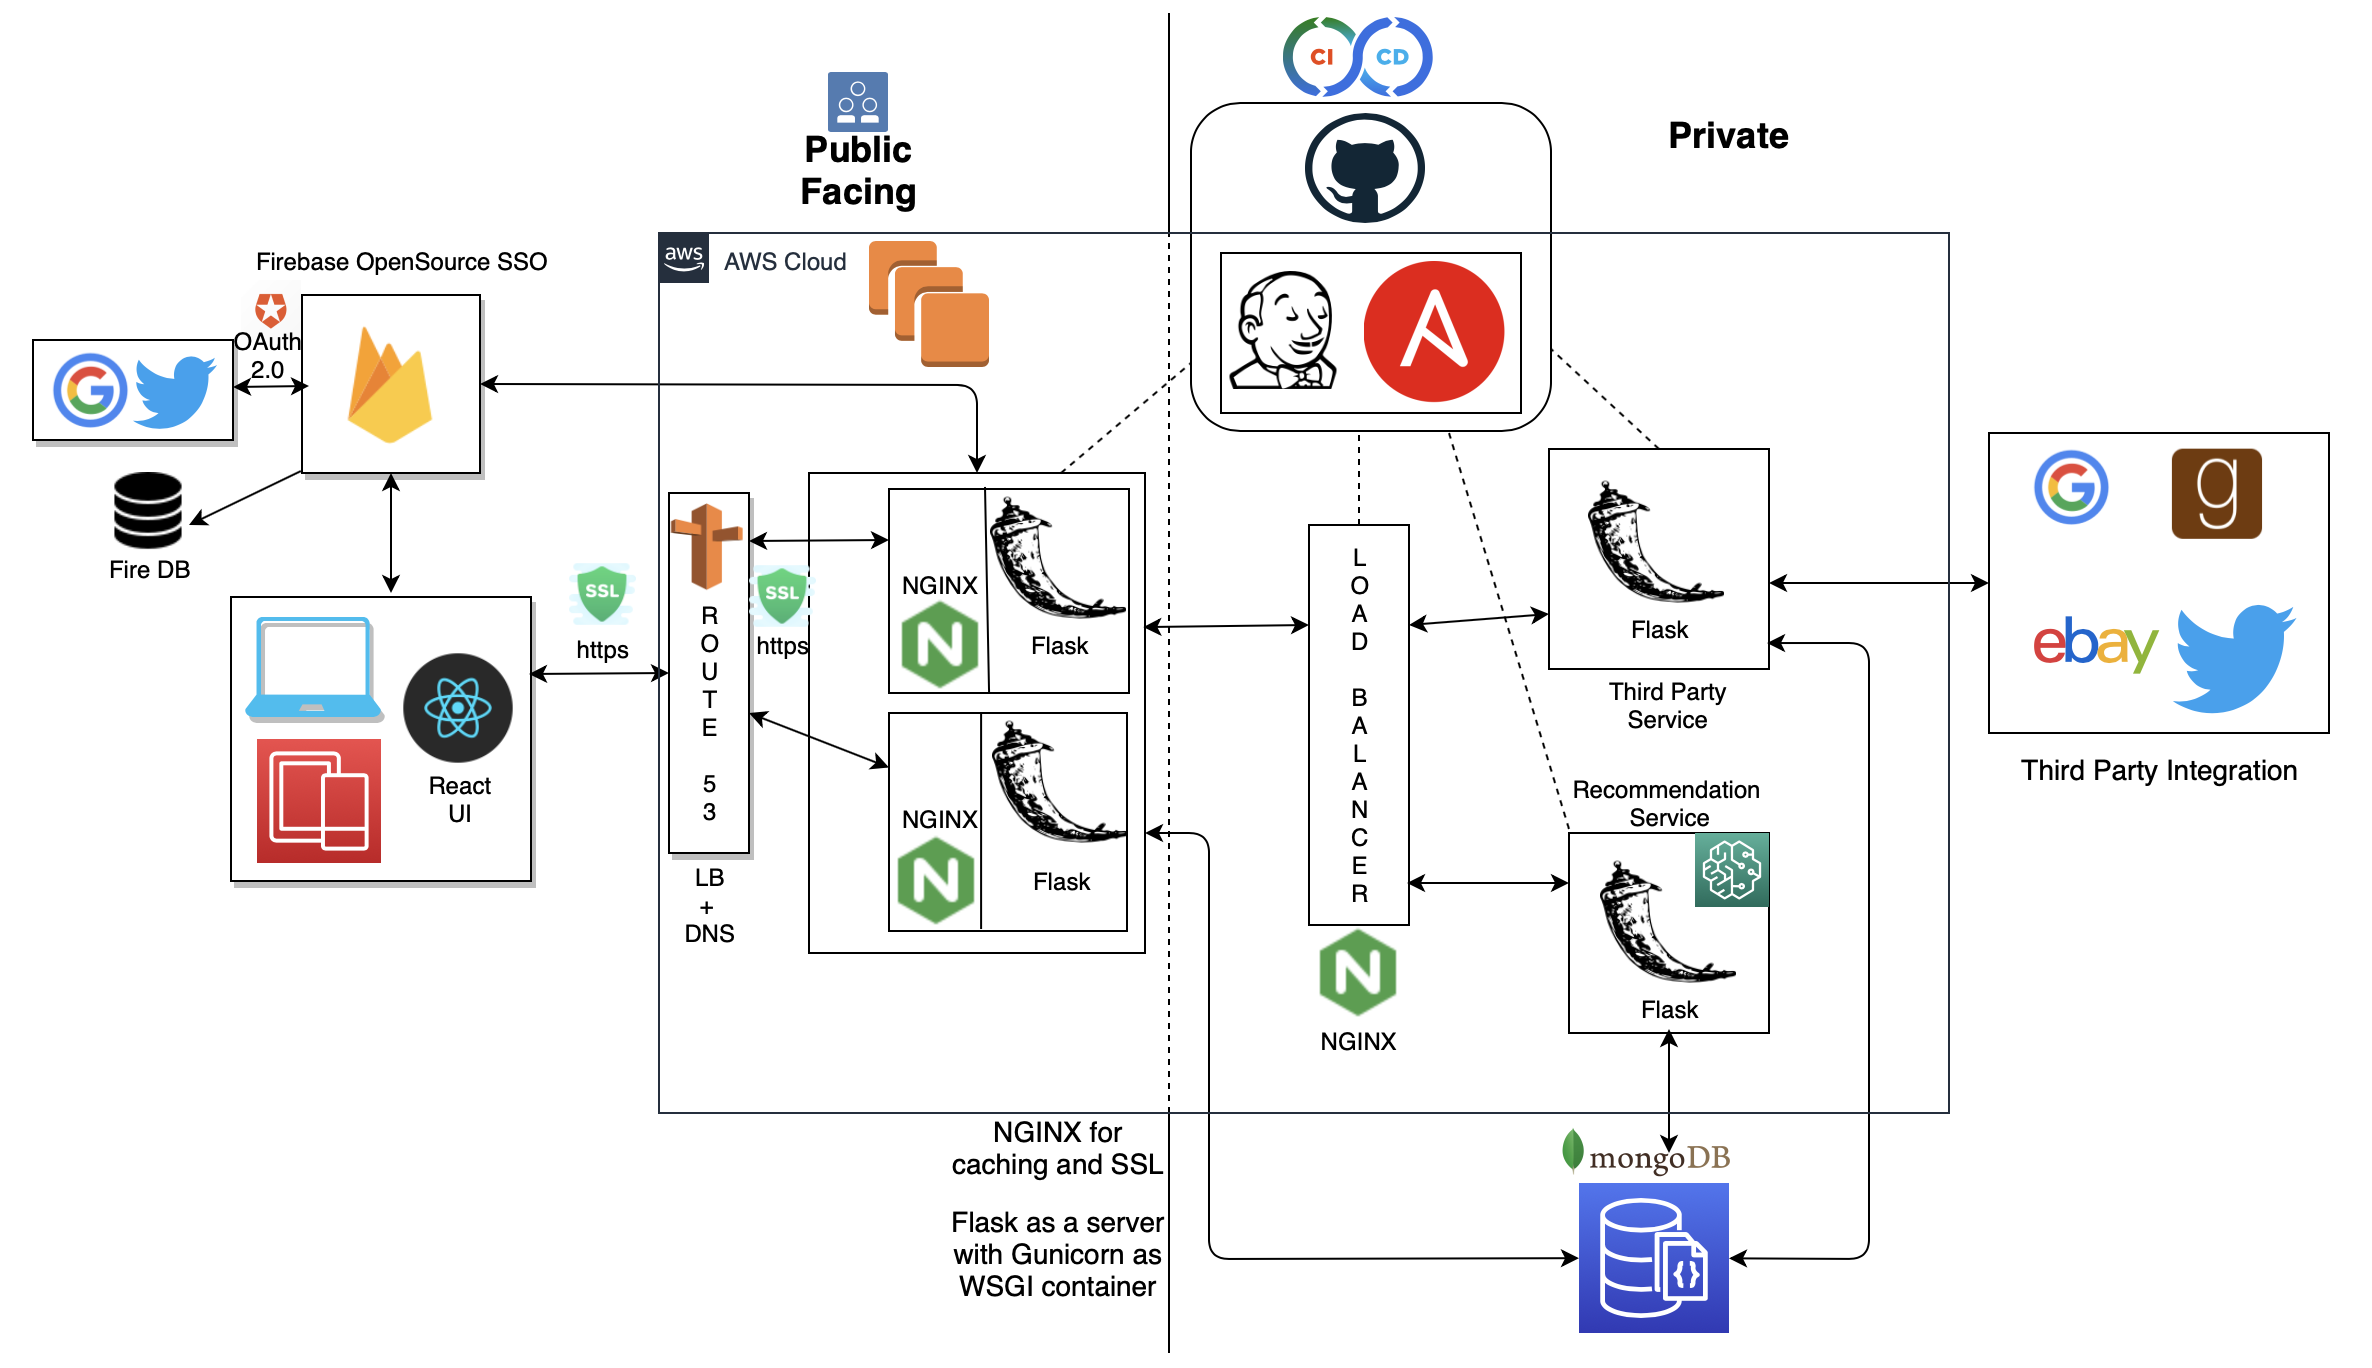 CI CD
Public
Facing
Private
aws
AWS Cloud
Firebase OpenSource SSO
OAuth
2.0
G
Fire DB
SSL
https
React
UI
R
O
U
T
E
5
3
LB
+
DNS
SSL
https
NGINX
N
Flask
NGINX
N
Flask
L
O
A
D
B
A
L
A
N
C
E
R
N
NGINX
A
Flask
Third Party
Service
Recommendation
Service
Flask
G
g
ebay
Third Party Integration
NGINX for
caching and SSL
Flask as a server
with Gunicorn as
WSGI container
mongoDB
{}